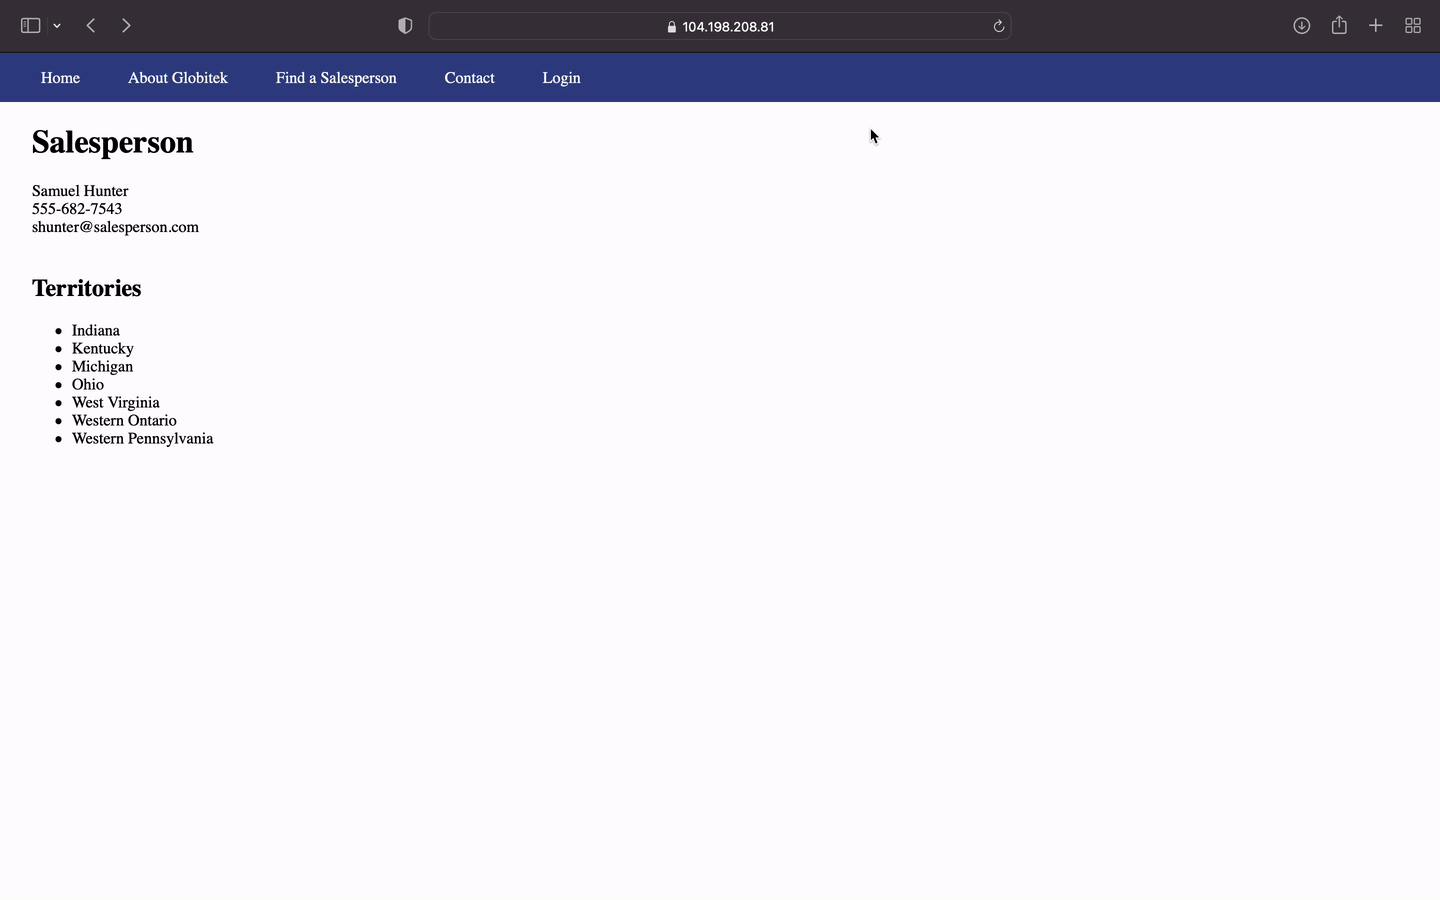 104.198.208.81
Home About Globitek Find a Salesperson Contact Login
Salesperson
Samuel Hunter
555-682-7543
shunter@salesperson.com
Territories
Indiana
Kentucky
Michigan
Ohio
West Virginia
Western Ontario
Western Pennsylvania